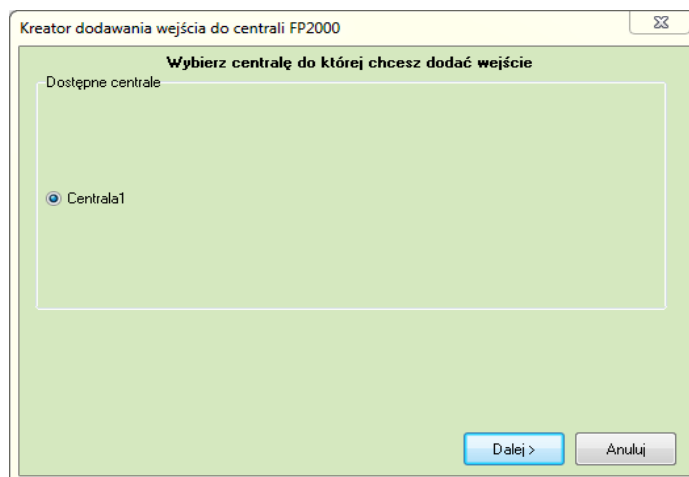 Kreator dodawania wejścia do centrali FP2000
Wybierz centralę do której chcesz dodać wejście
Dostępne centrale
Centrala1
Dalej >
Anuluj